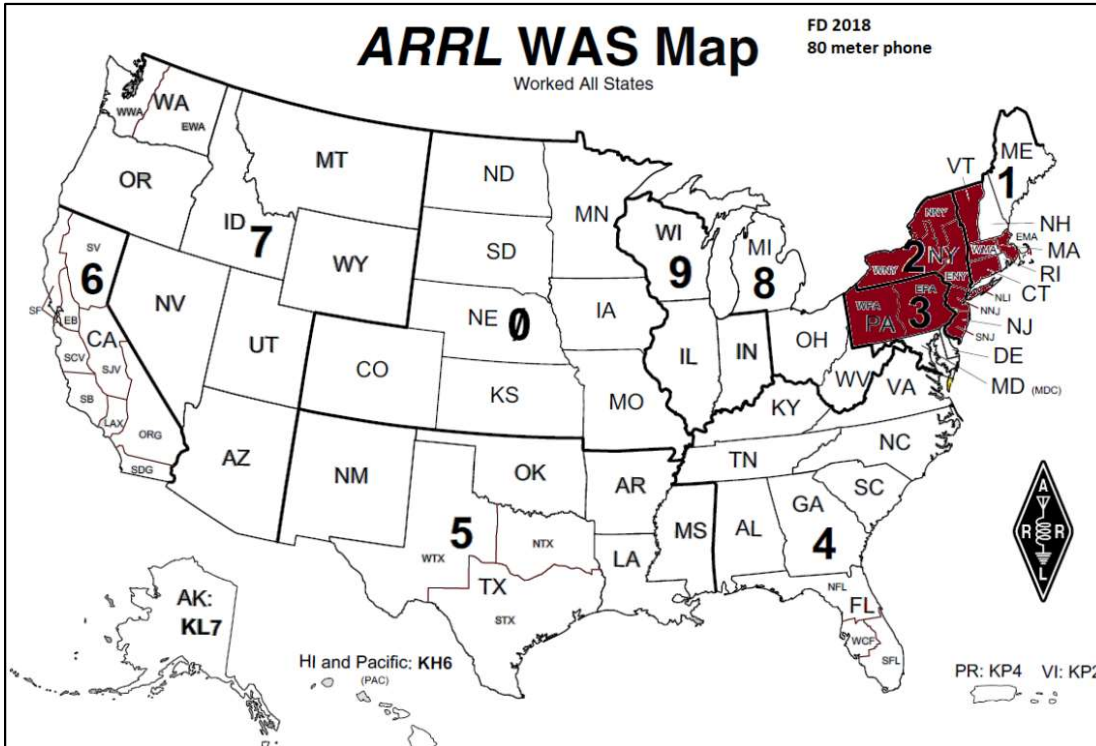 ARRL WAS Map
Worked All States
FD 2018
80 meter phone
WWA
WA
EWA
OR
MT
ID
7
WY
ND
SD
NE
0
KS
MN
IA
MO
WI
9
IL
MI
8
IN
OH
KY
WV
VA
VT
ME
1
NH
EMA
MA
WMA
RI
CT
NNY
2
NY
WNY
ENY
NLI
NNJ
NJ
SNJ
WPA
EPA
PA
3
DE
MD (MDC)
SV
6
SF
EB
CA
SCV
SJV
SB
LAX
ORG
SDG
NV
UT
CO
AZ
NM
OK
5
WTX
NTX
TX
STX
AR
LA
TN
NC
SC
MS
AL
GA
4
NFL
FL
WCF
SFL
AK:
KL7
HI and Pacific: KH6
(PAC)
PR: KP4 VI: KP2
A
R R
L